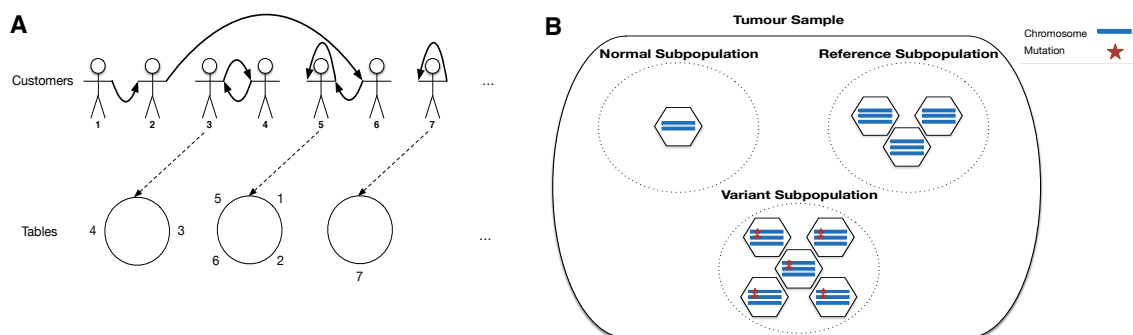 A
Customers
1 2 3 4 5 6 7
...
Tables
4 3
5 1
6 2
7
...
B
Tumour Sample
Chromosome
Mutation
Normal Subpopulation
Reference Subpopulation
Variant Subpopulation